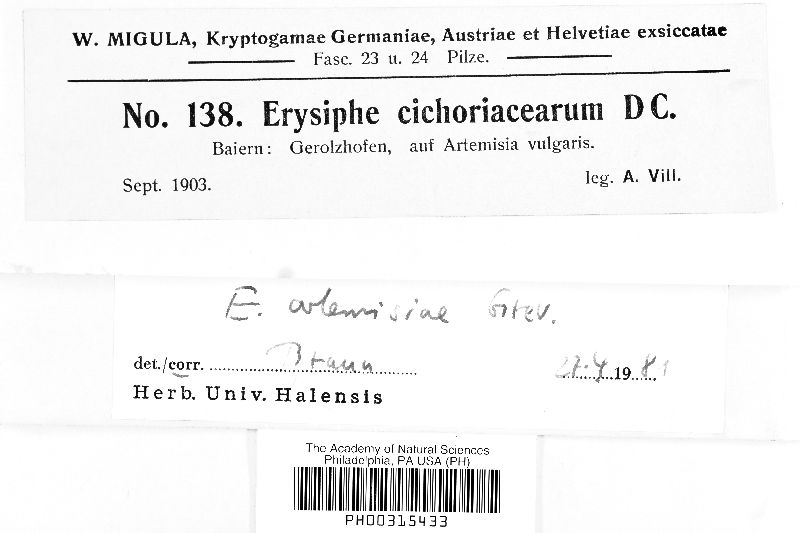 W. MIGULA, Kryptogamae Germaniae, Austriae et Helvetiae exsiccatae
Fasc. 23 u. 24 Pilze.
No. 138. Erysiphe cichoriacearum DC.
Baiern: Gerolzhofen, auf Artemisia vulgaris.
Sept. 1903. leg. A. Vill.
E. artemisiae Grev.
det./corr. Braun 27.4.1981
Herb. Univ. Halensis
The Academy of Natural Sciences
Philadelphia, PA USA (PH)
PH00315433